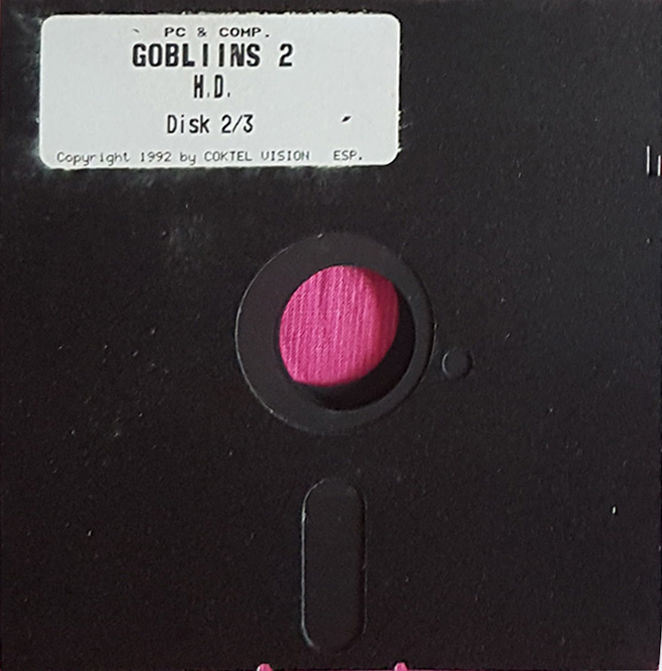 PC & COMP.
GOBLIINS 2
H.D.
Disk 2/3
Copyright 1992 by COKTEL VISION ESP.